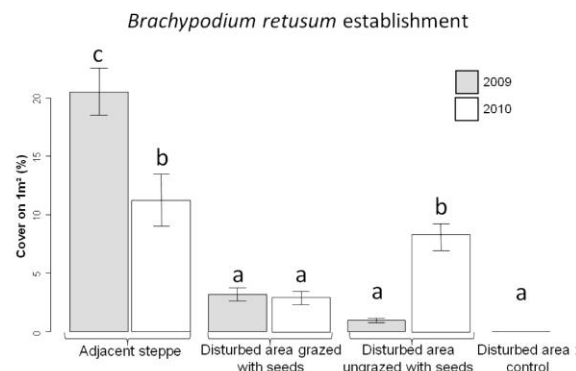 Brachypodium retusum establishment
c
2009
2010
b
b
a
a
a
a
Cover on 1m² (%)
20
15
10
5
0
Adjacent steppe
Disturbed area grazed with seeds
Disturbed area ungrazed with seeds
Disturbed area : control